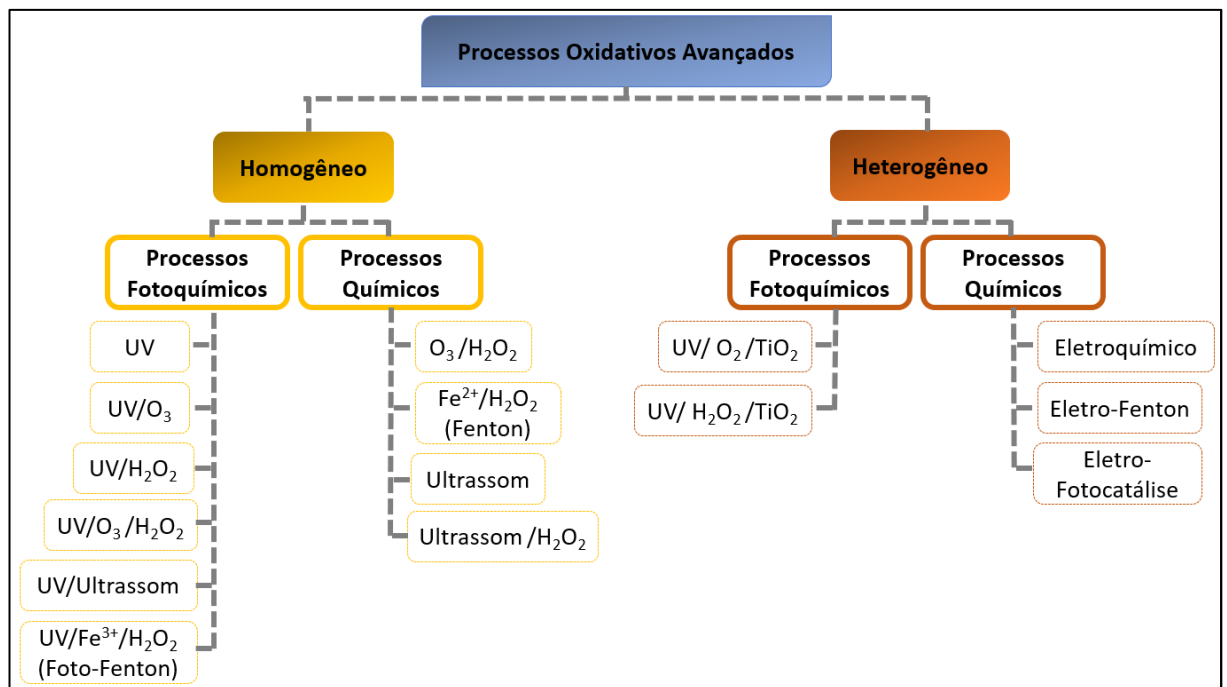 Processos Oxidativos Avançados
Homogêneo
Processos
Fotoquímicos
UV
UV/O₃
UV/H₂O₂
UV/O₃/H₂O₂
UV/Ultrassom
UV/Fe³⁺/H₂O₂
(Foto-Fenton)
Processos
Químicos
O₃/H₂O₂
Fe²⁺/H₂O₂
(Fenton)
Ultrassom
Ultrassom/H₂O₂
Heterogêneo
Processos
Fotoquímicos
UV/ O₂/TiO₂
UV/ H₂O₂/TiO₂
Processos
Químicos
Eletroquímico
Eletro-Fenton
Eletro-
Fotocatálise